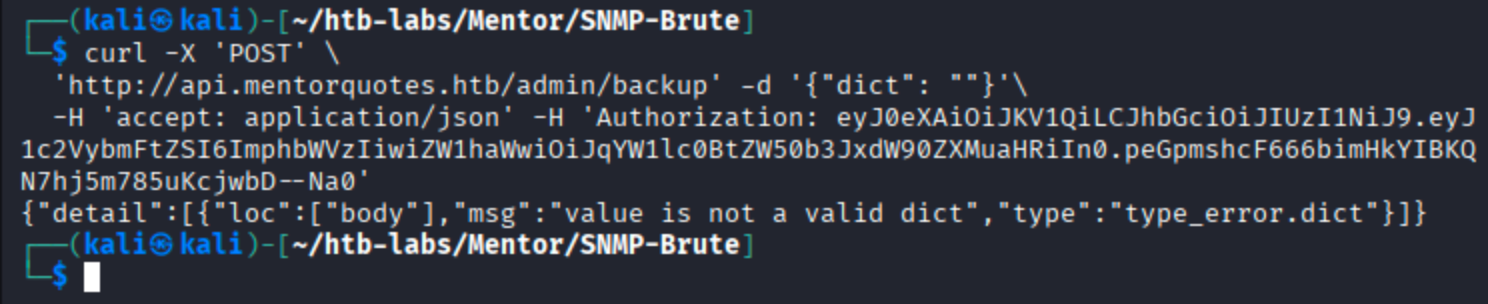 ┌──(kali㉿kali)-[~/htb-labs/Mentor/SNMP-Brute]
└─$ curl -X 'POST' \
  'http://api.mentorquotes.htb/admin/backup' -d '{"dict": ""}'\
  -H 'accept: application/json' -H 'Authorization: eyJ0eXAiOiJKV1QiLCJhbGciOiJIUzI1NiJ9.eyJ
1c2VybmFtZSI6ImphbWVzIiwiZW1haWwiOiJqYW1lc0BtZW50b3JxdW90ZXMuaHRiIn0.peGpmshcF666bimHkYIBKQ
N7hj5m785uKcjwbD--Na0'
{"detail":[{"loc":["body"],"msg":"value is not a valid dict","type":"type_error.dict"}]}
┌──(kali㉿kali)-[~/htb-labs/Mentor/SNMP-Brute]
└─$